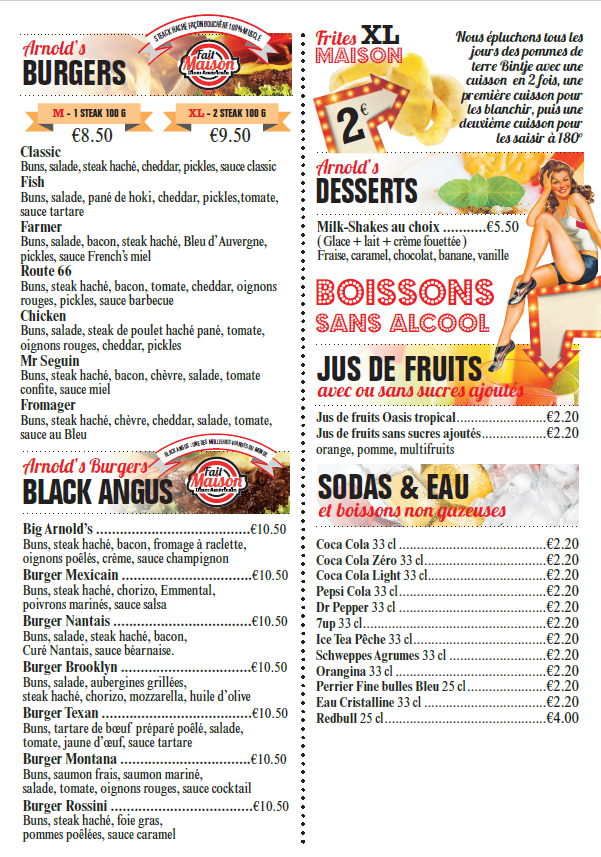 STEACK HACHÉ FAÇON BOUCHÈRE 100% MUSCLE
Arnold's
BURGERS
Fait
Maison
Diner Américain
M - 1 STEAK 100 G
XL - 2 STEAK 100 G
€8.50
€9.50
Classic
Buns, salade, steak haché, cheddar, pickles, sauce classic
Fish
Buns, salade, pané de hoki, cheddar, pickles,tomate,
sauce tartare
Farmer
Buns, salade, bacon, steak haché, Bleu d'Auvergne,
pickles, sauce French's miel
Route 66
Buns, steak haché, bacon, tomate, cheddar, oignons
rouges, pickles, sauce barbecue
Chicken
Buns, salade, steak de poulet haché pané, tomate,
oignons rouges, cheddar, pickles
Mr Seguin
Buns, steak haché, bacon, chèvre, salade, tomate
confite, sauce miel
Fromager
Buns, steak haché, chèvre, cheddar, salade, tomate,
sauce au Bleu
BLACK ANGUS : UNE DES MEILLEURES VIANDES DU MONDE
Arnold's Burgers
BLACK ANGUS
Fait
Maison
Diner Américain
Big Arnold's ....................................€10.50
Buns, steak haché, bacon, fromage à raclette,
oignons poêlés, crème, sauce champignon
Burger Mexicain ...............................€10.50
Buns, steak haché, chorizo, Emmental,
poivrons marinés, sauce salsa
Burger Nantais .................................€10.50
Buns, salade, steak haché, bacon,
Curé Nantais, sauce béarnaise.
Burger Brooklyn ...............................€10.50
Buns, salade, aubergines grillées,
steak haché, chorizo, mozzarella, huile d'olive
Burger Texan ....................................€10.50
Buns, tartare de bœuf préparé poêlé, salade,
tomate, jaune d'œuf, sauce tartare
Burger Montana ...............................€10.50
Buns, saumon frais, saumon mariné,
salade, tomate, oignons rouges, sauce cocktail
Burger Rossini ..................................€10.50
Buns, steak haché, foie gras,
pommes poêlées, sauce caramel
Frites XL
MAISON
2€
Nous épluchons tous les
jours des pommes de
terre Bintje avec une
cuisson en 2 fois, une
première cuisson pour
les blanchir, puis une
deuxième cuisson pour
les saisir à 180°
Arnold's
DESSERTS
Milk-Shakes au choix ...........€5.50
( Glace + lait + crème fouettée )
Fraise, caramel, chocolat, banane, vanille
BOISSONS
SANS ALCOOL
JUS DE FRUITS
avec ou sans sucres ajoutés
Jus de fruits Oasis tropical......................€2.20
Jus de fruits sans sucres ajoutés...............€2.20
orange, pomme, multifruits
SODAS & EAU
et boissons non gazeuses
Coca Cola 33 cl ....................................€2.20
Coca Cola Zéro 33 cl..............................€2.20
Coca Cola Light 33 cl.............................€2.20
Pepsi Cola 33 cl....................................€2.20
Dr Pepper 33 cl ....................................€2.20
7up 33 cl..............................................€2.20
Ice Tea Pêche 33 cl................................€2.20
Schweppes Agrumes 33 cl ......................€2.20
Orangina 33 cl ......................................€2.20
Perrier Fine bulles Bleu 25 cl...................€2.20
Eau Cristalline 33 cl ..............................€2.20
Redbull 25 cl........................................€4.00